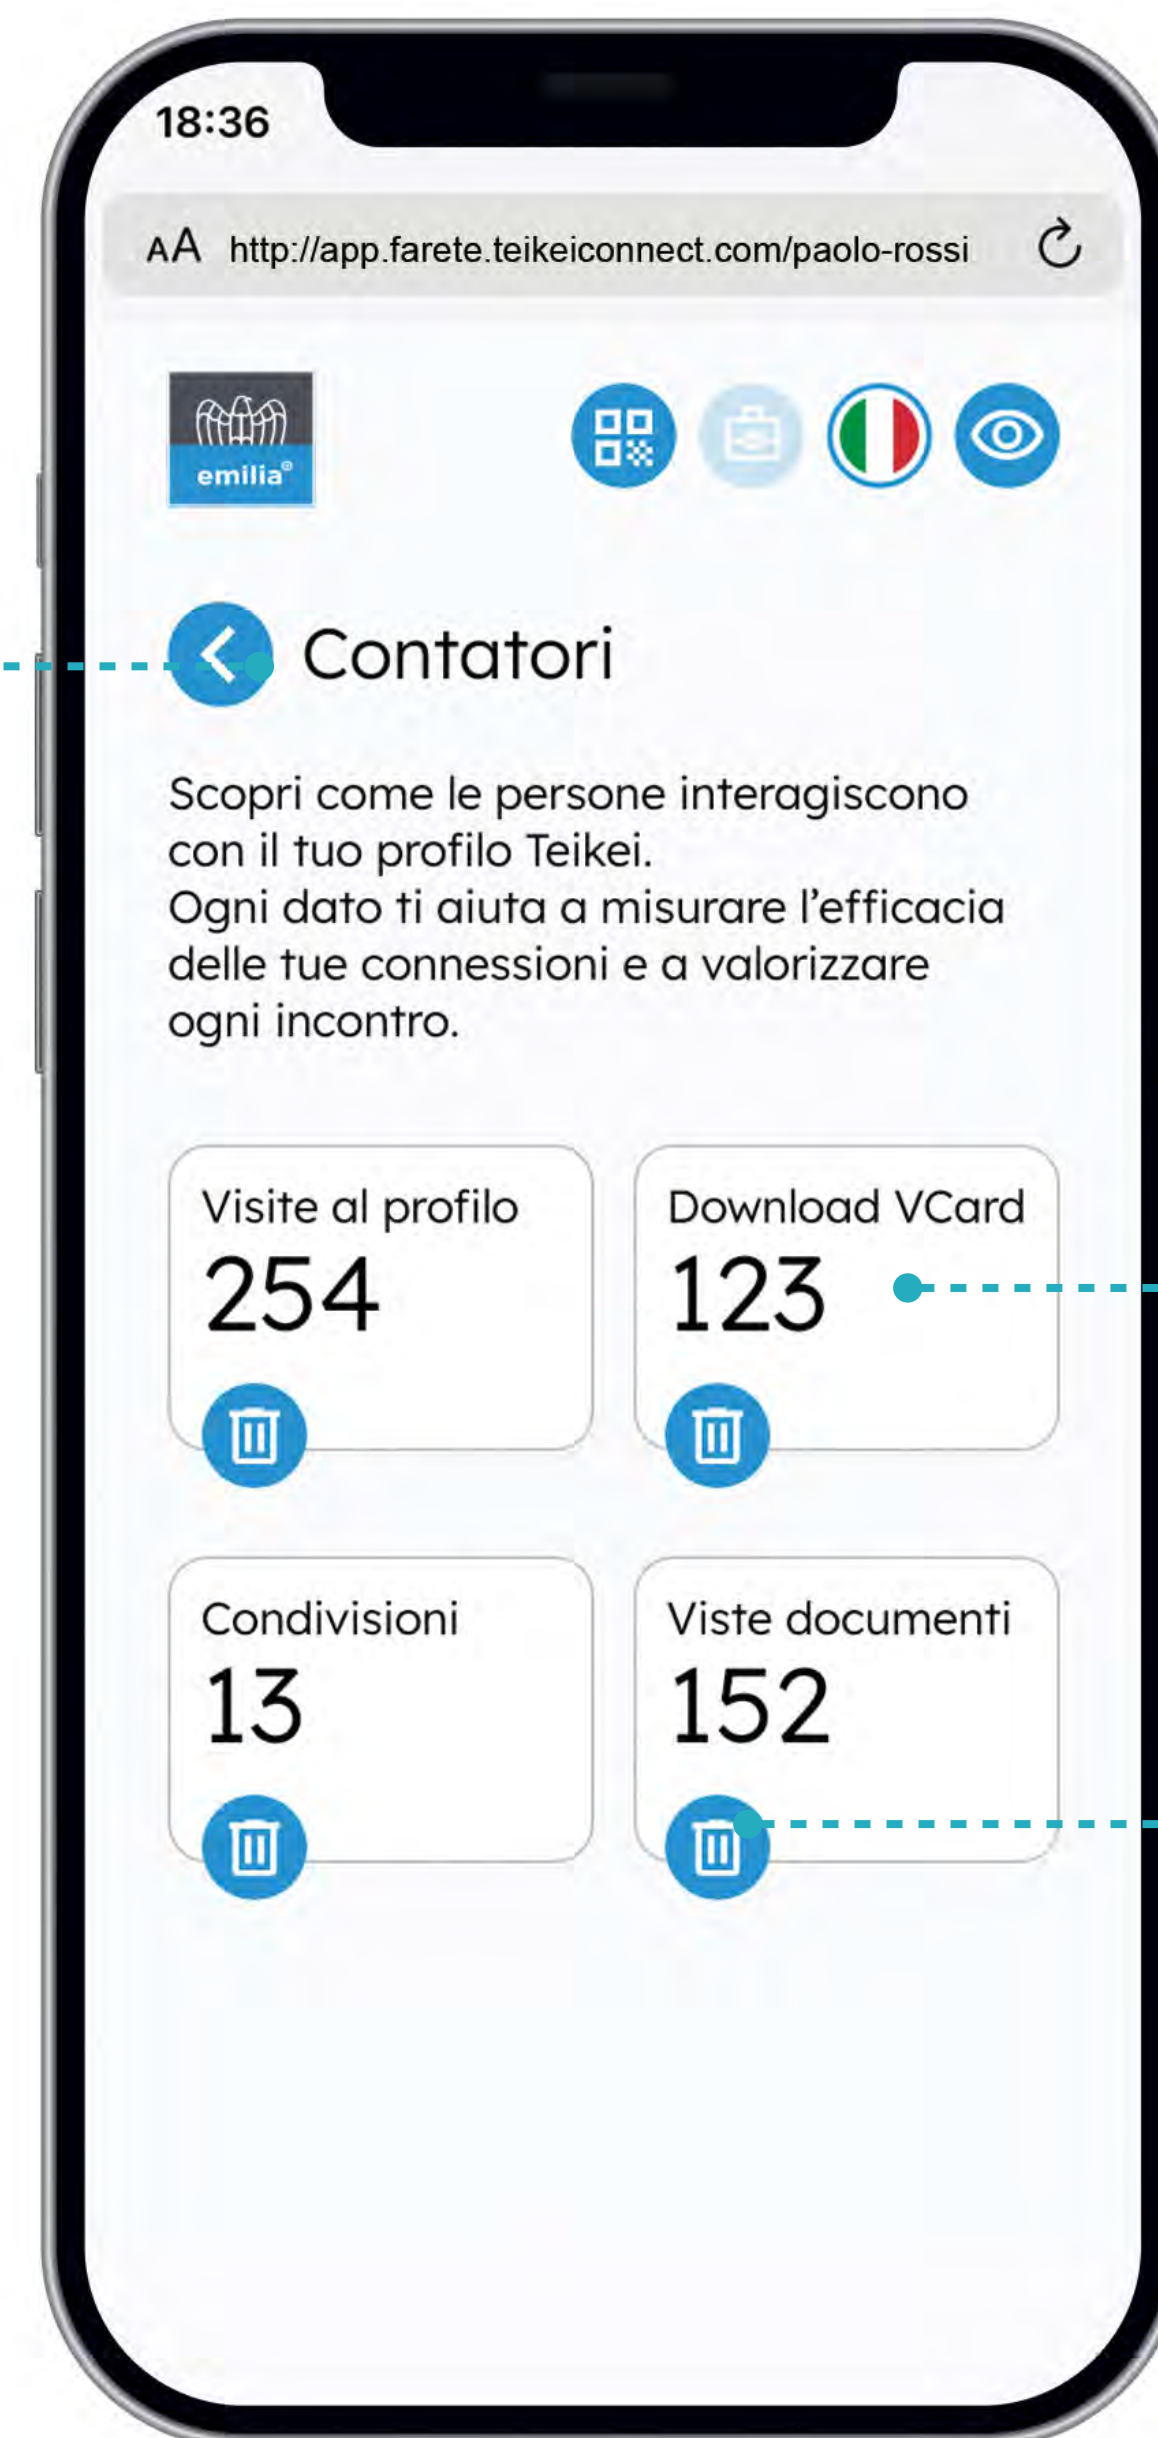 18:36
AA http://app.farete.teikeiconnect.com/paolo-rossi
emilia®
Contatori
Scopri come le persone interagiscono
con il tuo profilo Teikei.
Ogni dato ti aiuta a misurare l'efficacia
delle tue connessioni e a valorizzare
ogni incontro.
Visite al profilo
254
Download VCard
123
Condivisioni
13
Viste documenti
152